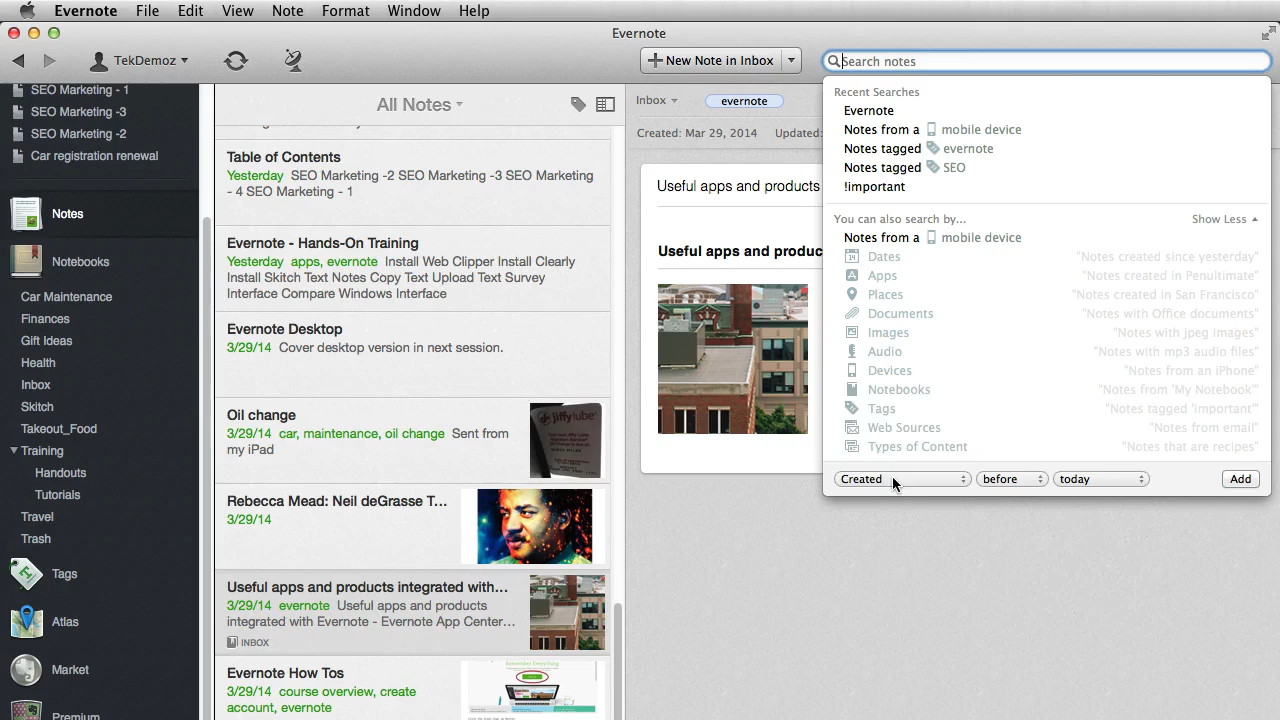 Evernote File Edit View Note Format Window Help
Evernote
TekDemoz
New Note in Inbox
Search notes
SEO Marketing - 1
SEO Marketing -3
SEO Marketing -2
Car registration renewal
Notes
Notebooks
Car Maintenance
Finances
Gift Ideas
Health
Inbox
Skitch
Takeout_Food
Training
Handouts
Tutorials
Travel
Trash
Tags
Atlas
Market
Premium
All Notes
Table of Contents
Yesterday SEO Marketing -2 SEO Marketing -3 SEO Marketing
- 4 SEO Marketing - 1
Evernote - Hands-On Training
Yesterday apps, evernote Install Web Clipper Install Clearly
Install Skitch Text Notes Copy Text Upload Text Survey
Interface Compare Windows Interface
Evernote Desktop
3/29/14 Cover desktop version in next session.
Oil change
3/29/14 car, maintenance, oil change Sent from
my iPad
jiffylube
Rebecca Mead: Neil deGrasse T...
3/29/14
Useful apps and products integrated with...
3/29/14 evernote Useful apps and products
integrated with Evernote - Evernote App Center...
INBOX
Evernote How Tos
3/29/14 course overview, create
Remember Everything
Inbox evernote
Created: Mar 29, 2014 Updated:
Useful apps and products
Useful apps and produc
Recent Searches
Evernote
Notes from a mobile device
Notes tagged evernote
Notes tagged SEO
!important
You can also search by... Show Less
Notes from a mobile device
Dates "Notes created since yesterday"
Apps "Notes created in Penultimate"
Places "Notes created in San Francisco"
Documents "Notes with Office documents"
Images "Notes with jpeg images"
Audio "Notes with mp3 audio files"
Devices "Notes from an iPhone"
Notebooks "Notes from 'My Notebook'"
Tags "Notes tagged 'important'"
Web Sources "Notes from email"
Types of Content "Notes that are recipes"
Created before today Add